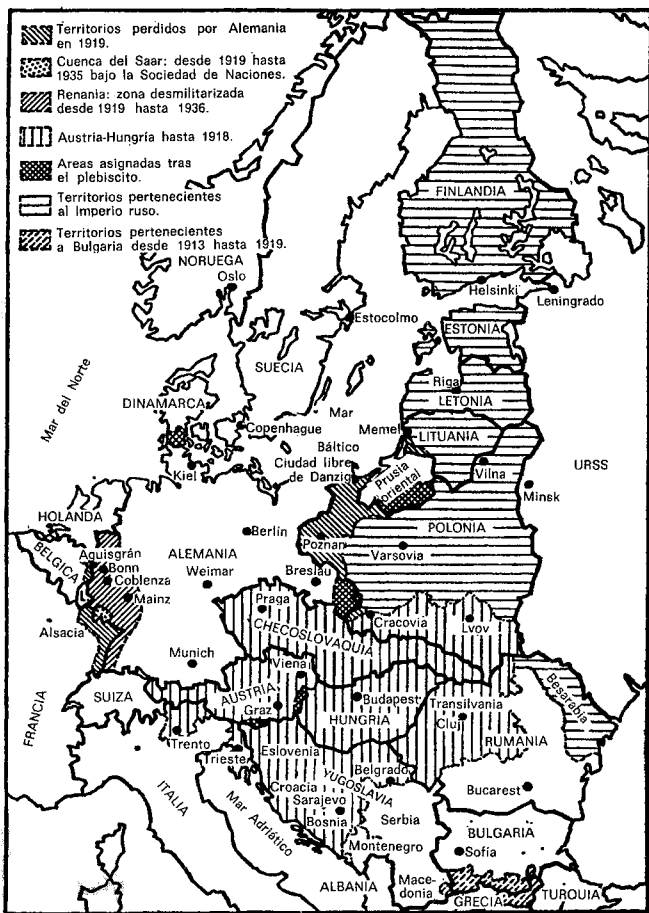 Territorios perdidos por Alemania
en 1919.
Cuenca del Saar: desde 1919 hasta
1935 bajo la Sociedad de Naciones.
Renania: zona desmilitarizada
desde 1919 hasta 1936.
Austria-Hungría hasta 1918.
Areas asignadas tras
el plebiscito.
Territorios pertenecientes
al Imperio ruso.
Territorios pertenecientes
a Bulgaria desde 1913 hasta 1919.
FINLANDIA
NORUEGA
Oslo
Helsinki
Leningrado
Estocolmo
ESTONIA
SUECIA
Riga
LETONIA
Mar del Norte
DINAMARCA
Copenhague
Mar
Báltico
Memel
LITUANIA
Kiel
Ciudad libre
de Danzig
Prusia
oriental
Vilna
URSS
Minsk
HOLANDA
Berlín
POLONIA
BELGICA
Aquisgrán
Bonn
Coblenza
Mainz
ALEMANIA
Weimar
Poznan
Varsovia
Breslau
Praga
Cracovia
Lvov
CHECOSLOVAQUIA
Alsacia
Munich
Viena
Besarabia
FRANCIA
SUIZA
AUSTRIA
Graz
Budapest
HUNGRIA
Transilvania
Cluj
RUMANIA
Trento
Trieste
Eslovenia
YUGOSLAVIA
Belgrado
Bucarest
ITALIA
Mar Adriático
Croacia
Sarajevo
Bosnia
Serbia
Montenegro
BULGARIA
Sofía
ALBANIA
Mace-
donia
GRECIA
TURQUIA